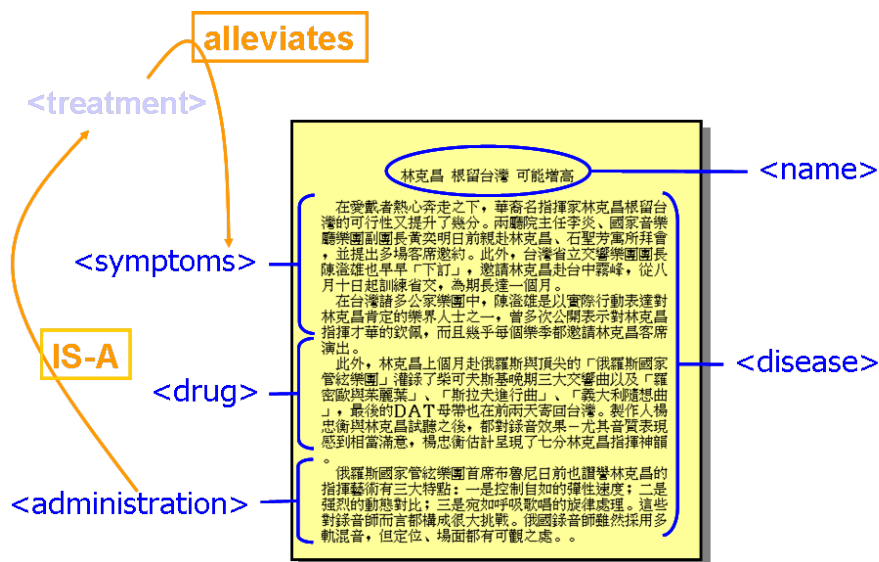 alleviates
<treatment>
林克昌 根留台灣 可能增高
<name>
在愛戴者熱心奔走之下，華裔名指揮家林克昌根留台
灣的可行性又提升了幾分。兩廳院主任李炎、國家音樂
廳樂團副團長黃奕明日前親赴林克昌、石聖芳寓所拜會
，並提出多場客席邀約。此外，台灣省立交響樂團團長
<symptoms>
陳澄雄也早早「下訂」，邀請林克昌赴台中霧峰，從八
月十日起訓練省交，為期長達一個月。
在台灣諸多公家樂團中，陳澄雄是以實際行動表達對
林克昌肯定的樂界人士之一，曾多次公開表示對林克昌
指揮才華的欽佩，而且幾乎每個樂季都邀請林克昌客席
演出。
IS-A
<disease>
此外，林克昌上個月赴俄羅斯與頂尖的「俄羅斯國家
管絃樂團」灌錄了柴可夫斯基晚期三大交響曲以及「羅
<drug>
密歐與茱麗葉」、「斯拉夫進行曲」、「義大利隨想曲
」，最後的DAT母帶也在前兩天寄回台灣。製作人楊
忠衡與林克昌試聽之後，都對錄音效果－尤其音質表現
感到相當滿意，楊忠衡估計呈現了七分林克昌指揮神韻
。
俄羅斯國家管絃樂團首席布魯尼日前也讚譽林克昌的
指揮藝術有三大特點：一是控制自如的彈性速度；二是
<administration>
强烈的動態對比；三是宛如呼吸歌唱的旋律處理。這些
對錄音師而言都構成很大挑戰。俄國錄音師雖然採用多
軌混音，但定位、場面都有可觀之處。。